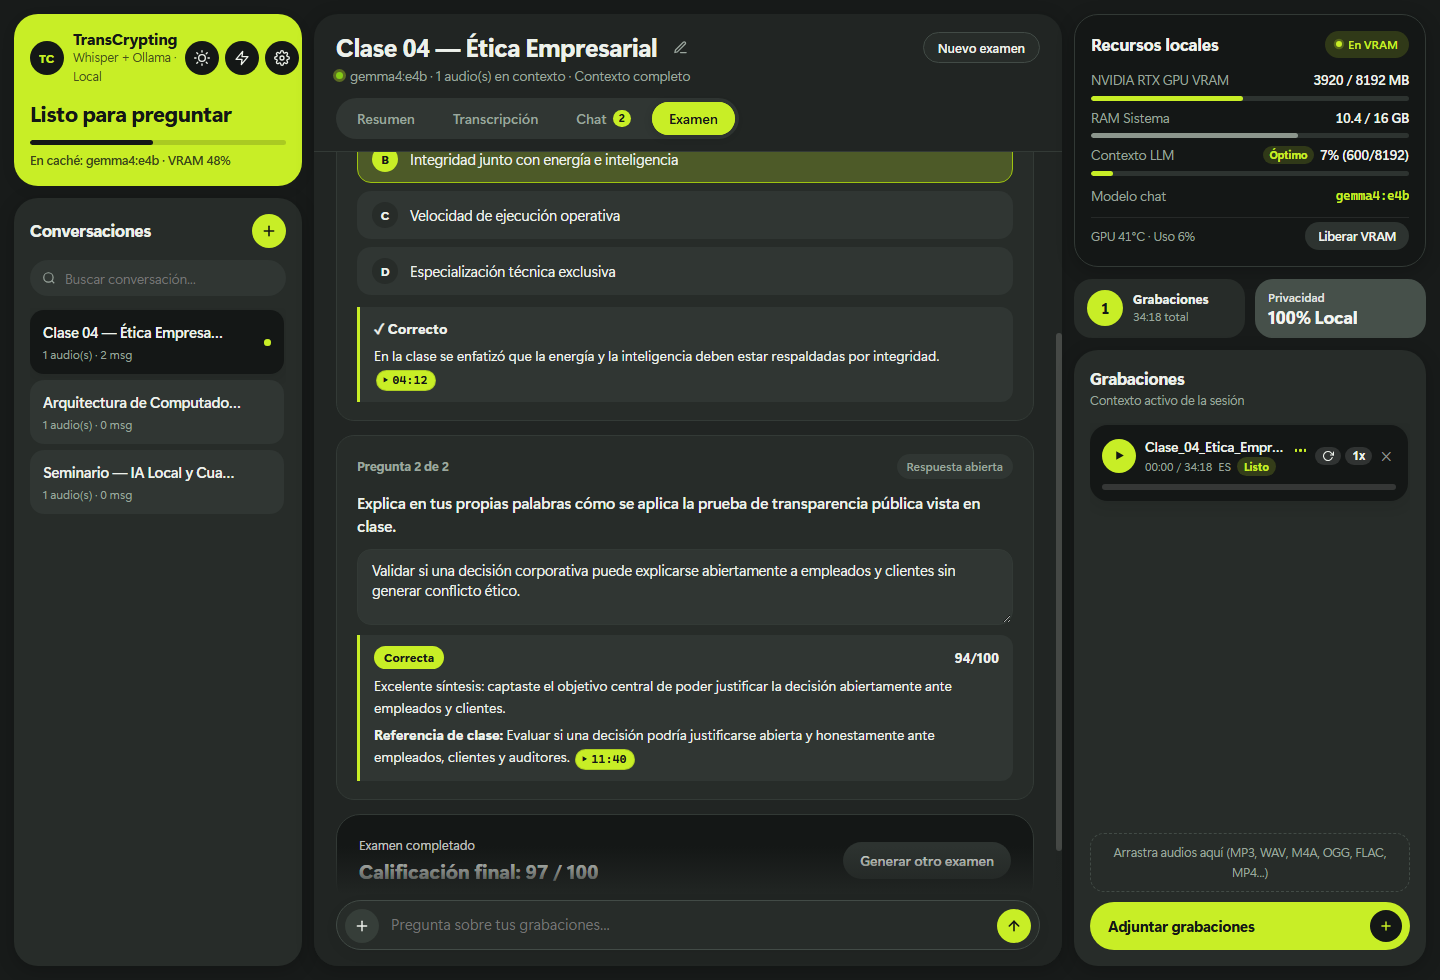 TC
TransCrypting
Whisper + Ollama ·
Local
Listo para preguntar
En caché: gemma4:e4b · VRAM 48%
Conversaciones
Buscar conversación...
Clase 04 — Ética Empresa...
1 audio(s) · 2 msg
Arquitectura de Computado...
1 audio(s) · 0 msg
Seminario — IA Local y Cua...
1 audio(s) · 0 msg
Clase 04 — Ética Empresarial
Nuevo examen
gemma4:e4b · 1 audio(s) en contexto · Contexto completo
Resumen
Transcripción
Chat 2
Examen
B Integridad junto con energía e inteligencia
C Velocidad de ejecución operativa
D Especialización técnica exclusiva
✓ Correcto
En la clase se enfatizó que la energía y la inteligencia deben estar respaldadas por integridad.
04:12
Pregunta 2 de 2
Respuesta abierta
Explica en tus propias palabras cómo se aplica la prueba de transparencia pública vista en
clase.
Validar si una decisión corporativa puede explicarse abiertamente a empleados y clientes sin
generar conflicto ético.
Correcta
94/100
Excelente síntesis: captaste el objetivo central de poder justificar la decisión abiertamente ante
empleados y clientes.
Referencia de clase: Evaluar si una decisión podría justificarse abierta y honestamente ante
empleados, clientes y auditores. 11:40
Examen completado
Calificación final: 97 / 100
Generar otro examen
Pregunta sobre tus grabaciones...
Recursos locales
En VRAM
NVIDIA RTX GPU VRAM 3920 / 8192 MB
RAM Sistema 10.4 / 16 GB
Contexto LLM Óptimo 7% (600/8192)
Modelo chat gemma4:e4b
GPU 41°C · Uso 6%
Liberar VRAM
1
Grabaciones
34:18 total
Privacidad
100% Local
Grabaciones
Contexto activo de la sesión
Clase_04_Etica_Empr...
00:00 / 34:18 ES Listo
1x
Arrastra audios aquí (MP3, WAV, M4A, OGG, FLAC,
MP4...)
Adjuntar grabaciones